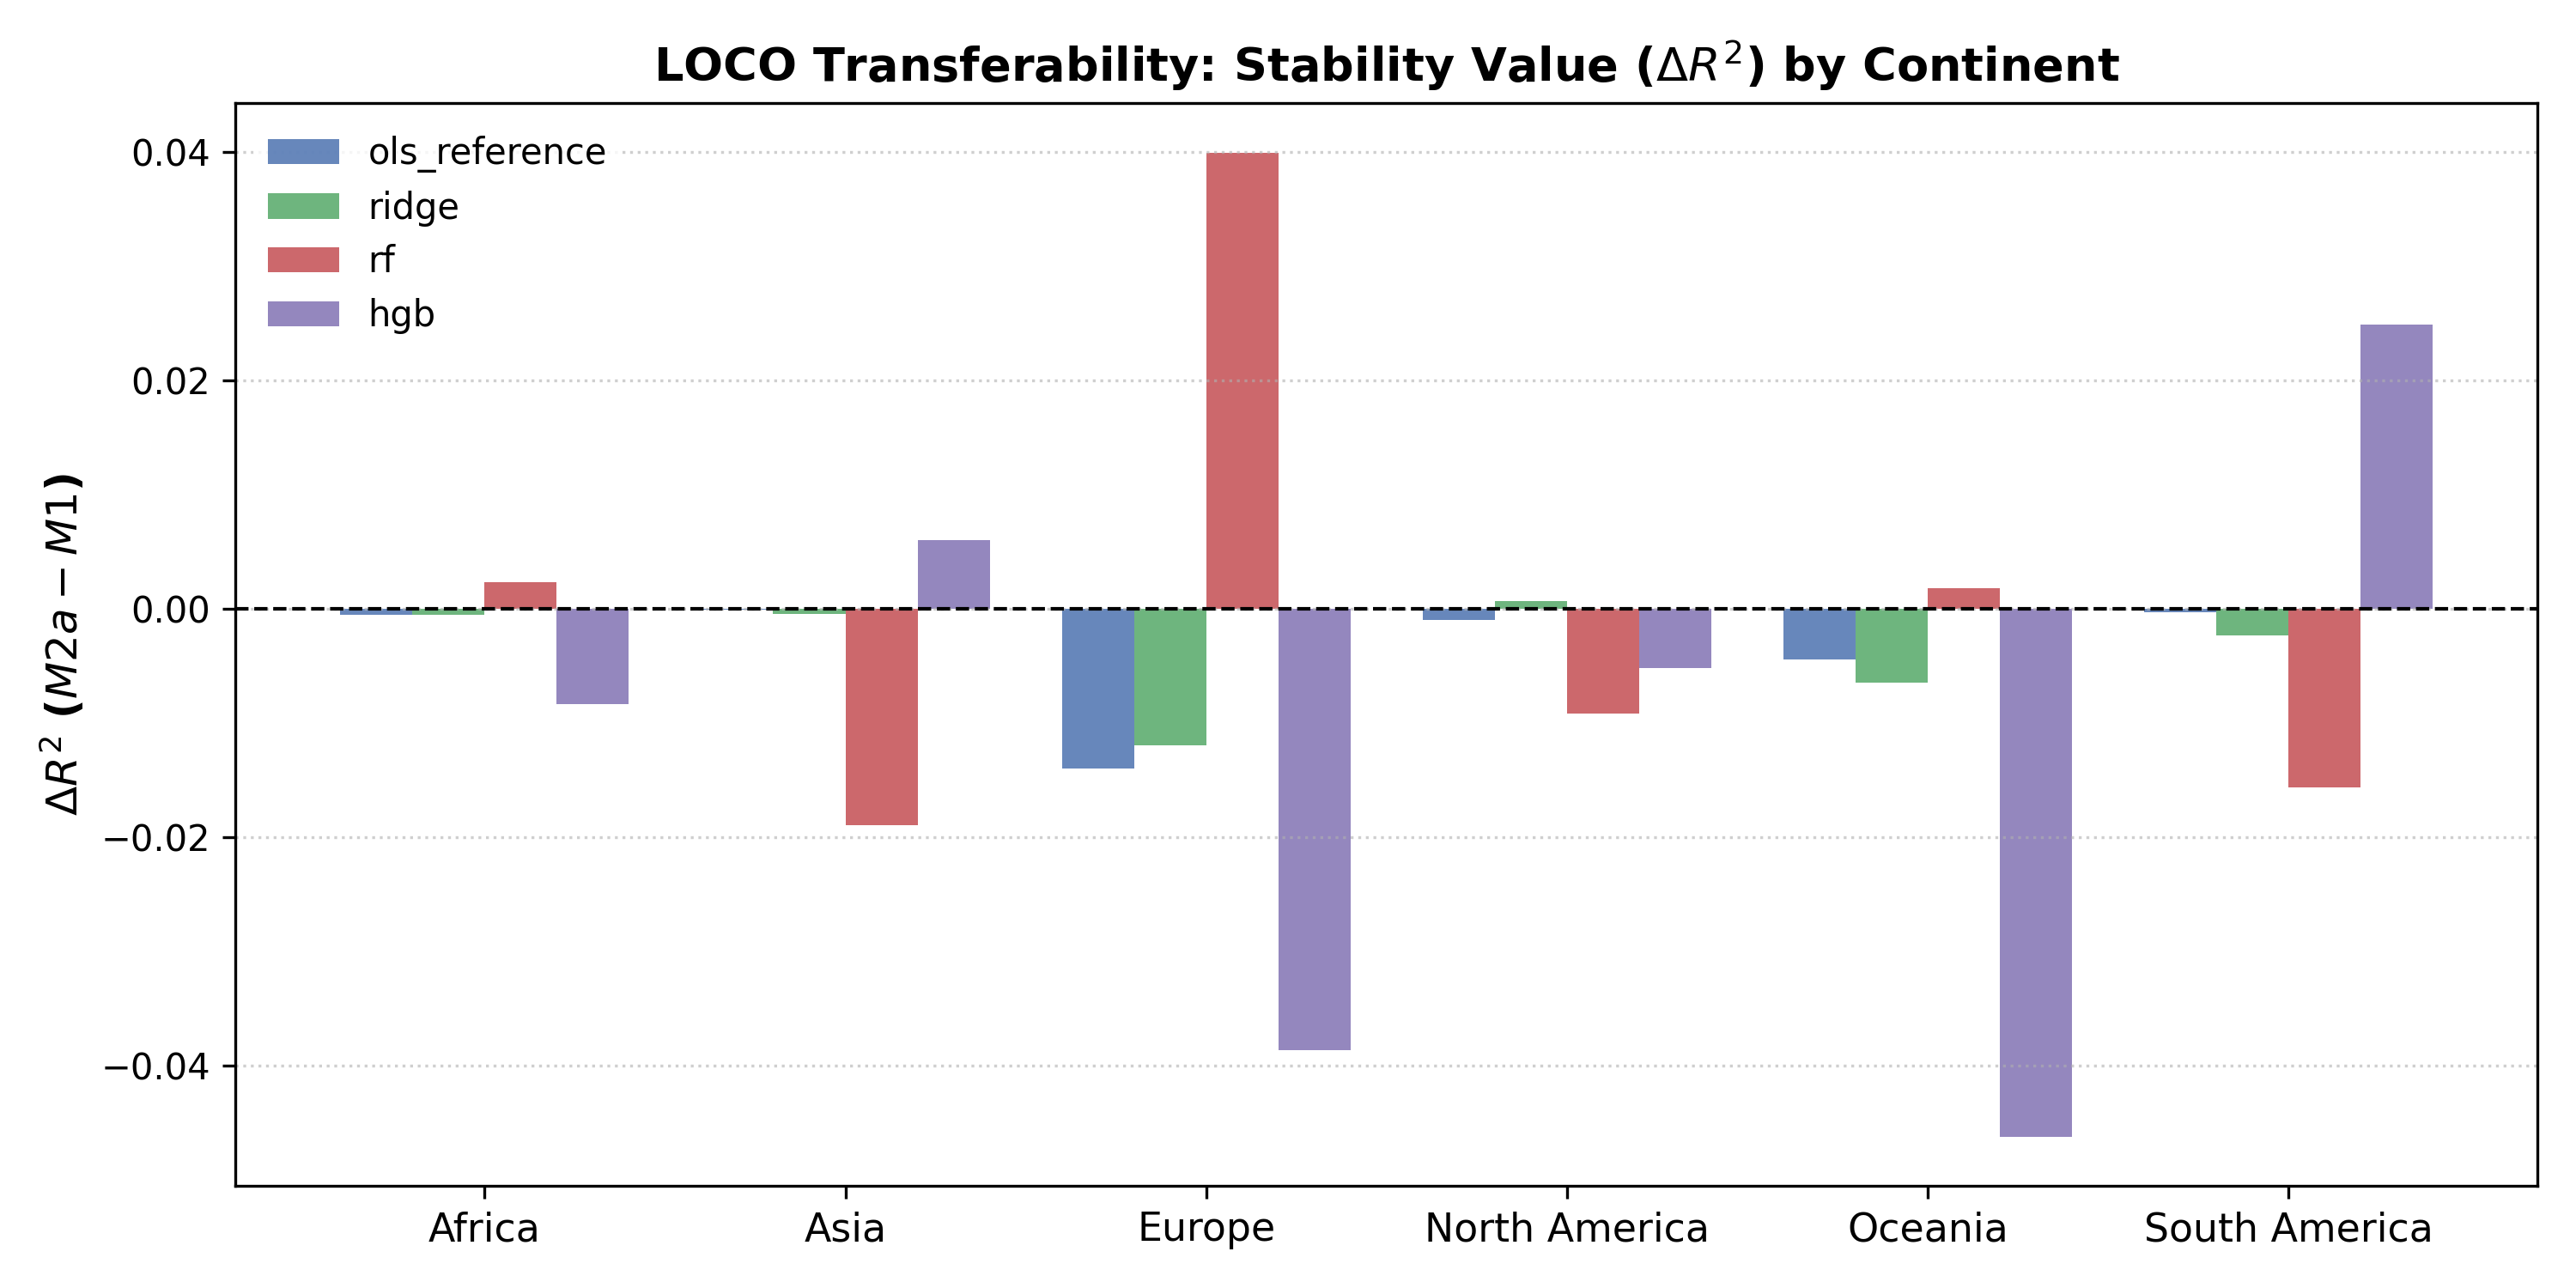 LOCO Transferability: Stability Value (ΔR²) by Continent
ols_reference
ridge
rf
hgb
ΔR² (M2a − M1)
0.04
0.02
0.00
−0.02
−0.04
Africa
Asia
Europe
North America
Oceania
South America